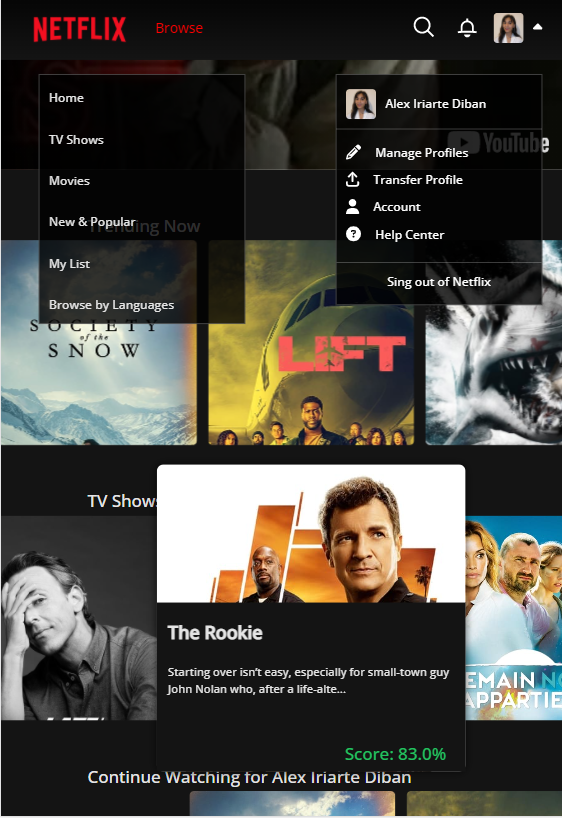 NETFLIX Browse
Home
TV Shows
Movies
New & Popular
My List
Browse by Languages
Alex Iriarte Diban
Manage Profiles
Transfer Profile
Account
Help Center
Sing out of Netflix
YouTube
Trending Now
SOCIETY
of the
SNOW
LIFT
TV Shows
The Rookie
Starting over isn't easy, especially for small-town guy
John Nolan who, after a life-alte...
Score: 83.0%
EMAIN NO
APPARTIE
Continue Watching for Alex Iriarte Diban